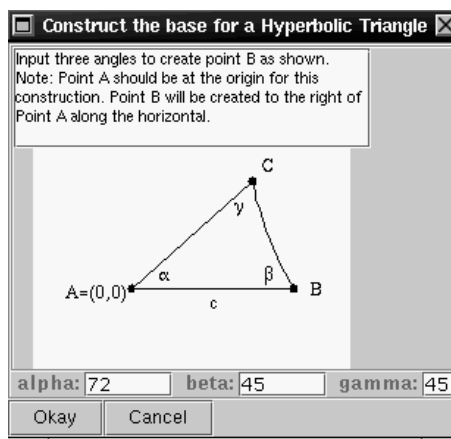 Construct the base for a Hyperbolic Triangle
Input three angles to create point B as shown.
Note: Point A should be at the origin for this
construction. Point B will be created to the right of
Point A along the horizontal.
C
γ
α
β
A=(0,0)
B
c
alpha: 72 beta: 45 gamma: 45
Okay Cancel